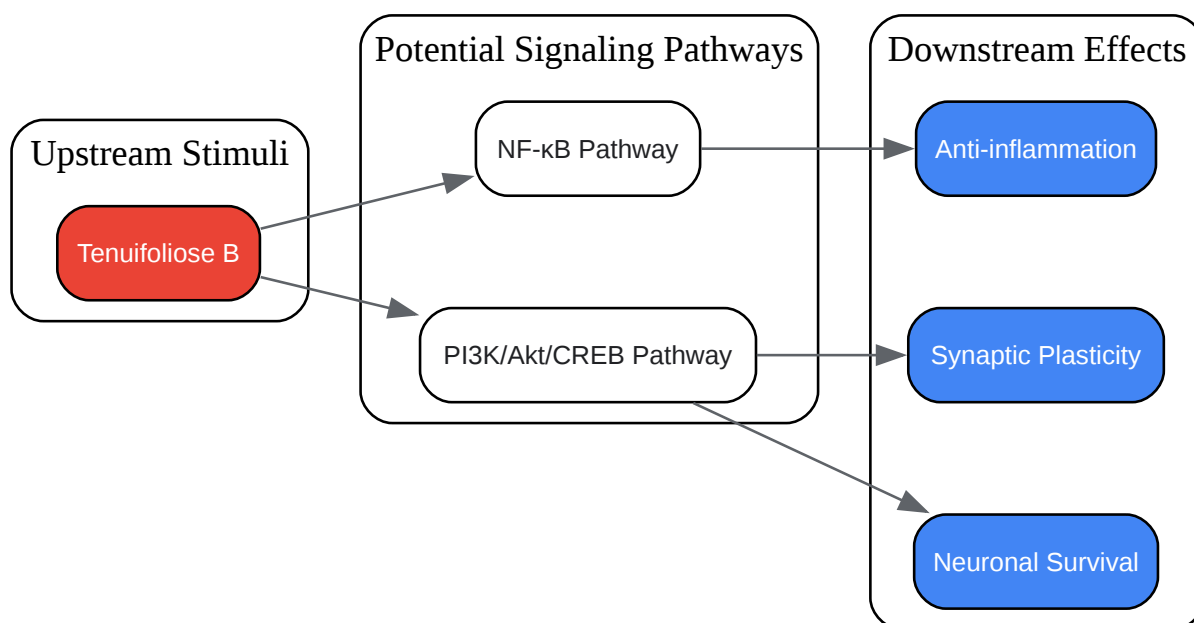 Upstream Stimuli
Tenuifoliose B
Potential Signaling Pathways
NF-κB Pathway
PI3K/Akt/CREB Pathway
Downstream Effects
Anti-inflammation
Synaptic Plasticity
Neuronal Survival